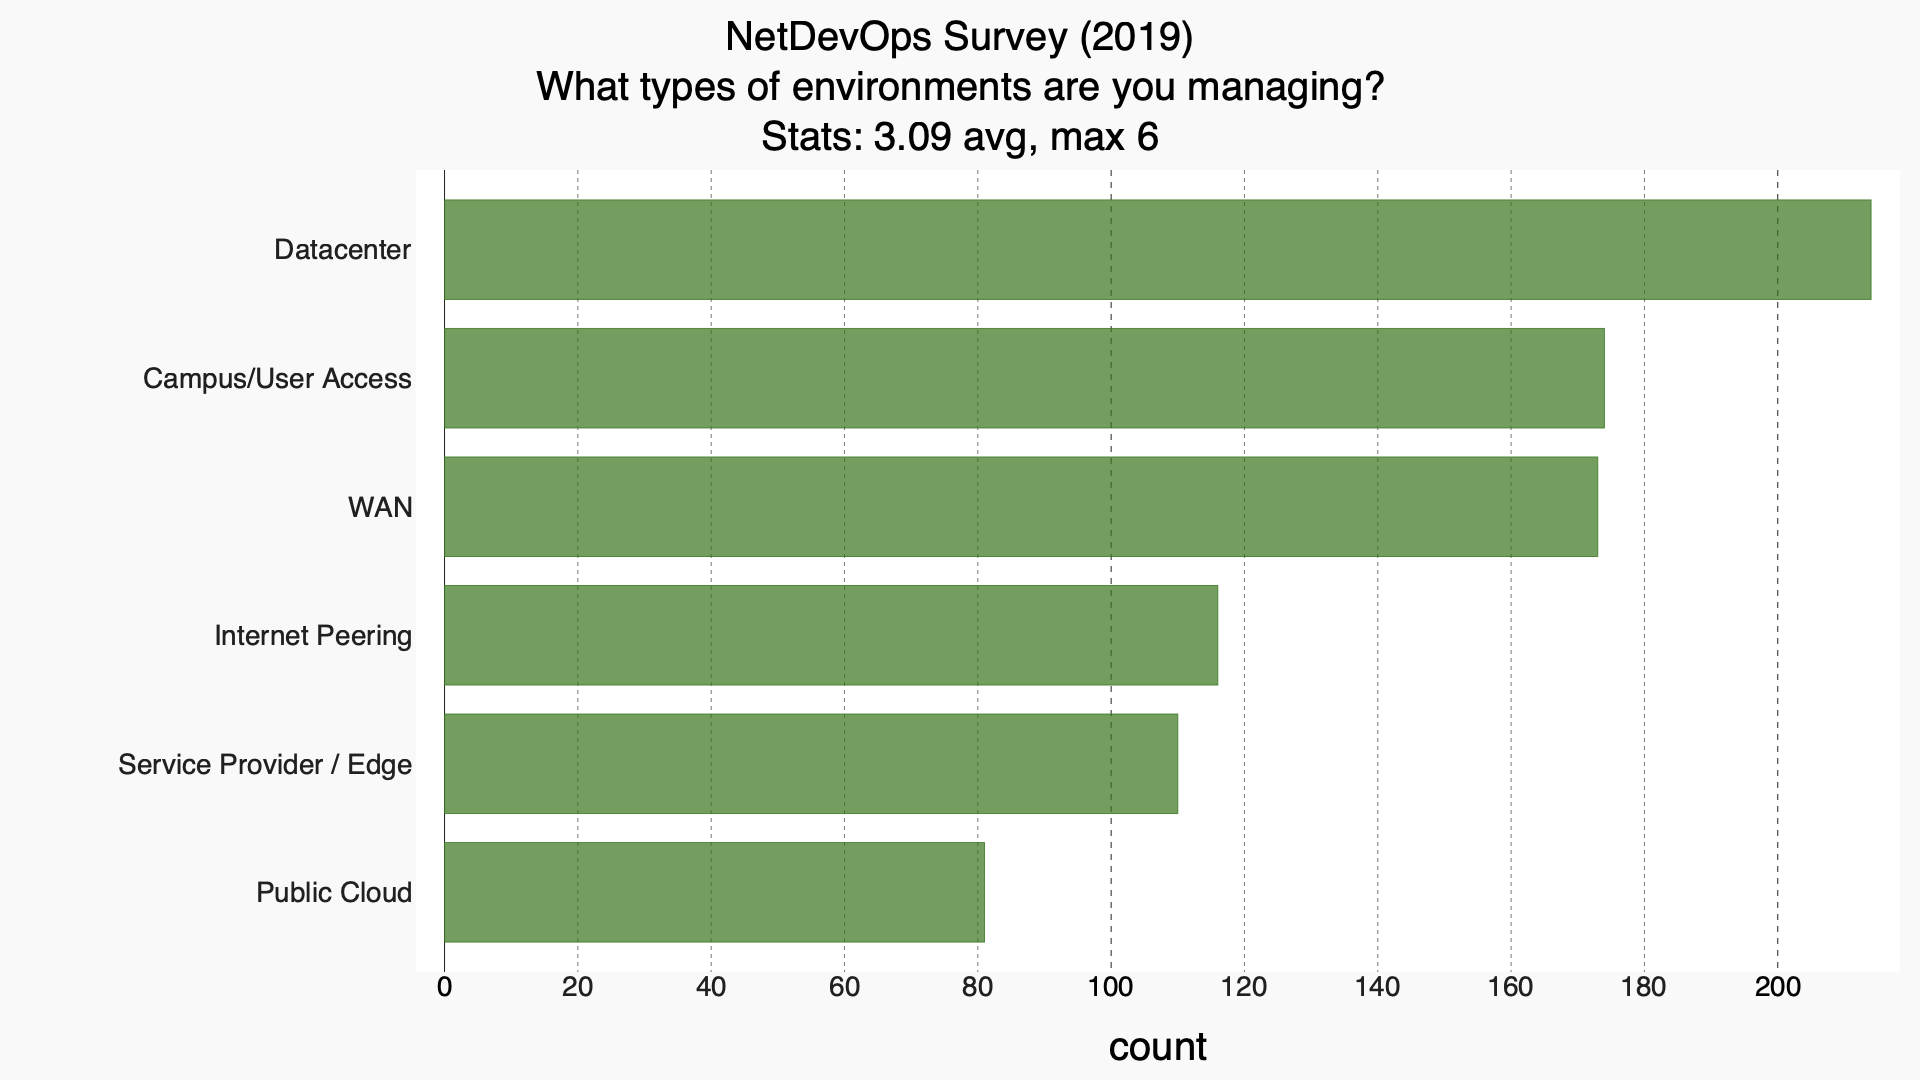 NetDevOps Survey (2019)
What types of environments are you managing?
Stats: 3.09 avg, max 6
Datacenter
Campus/User Access
WAN
Internet Peering
Service Provider / Edge
Public Cloud
0 20 40 60 80 100 120 140 160 180 200
count